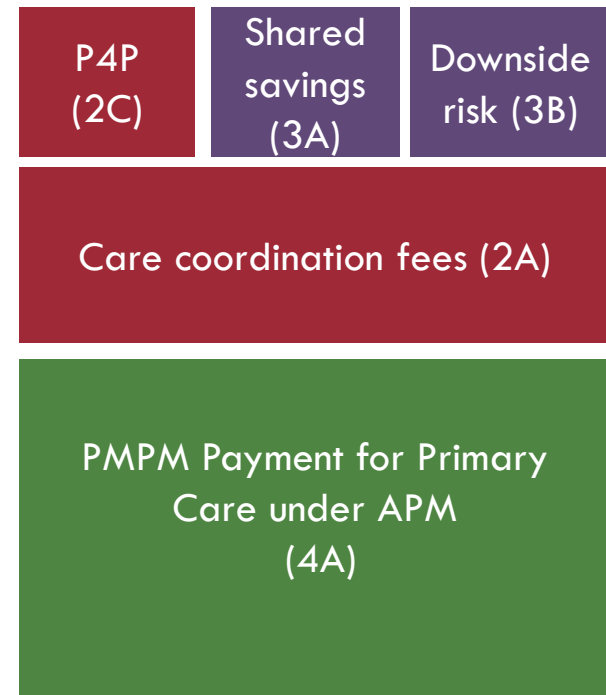 P4P
(2C)
Shared
savings
(3A)
Downside
risk (3B)
Care coordination fees (2A)
PMPM Payment for Primary
Care under APM
(4A)